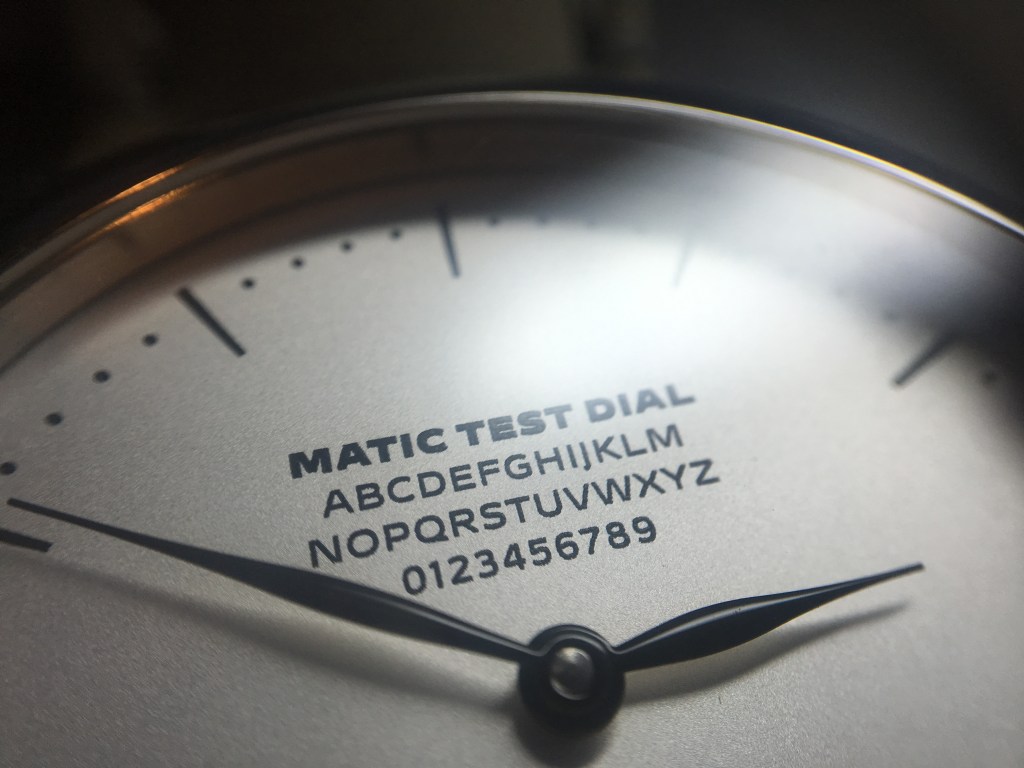 MATIC TEST DIAL
ABCDEFGHIJKLM
NOPQRSTUVWXYZ
0123456789